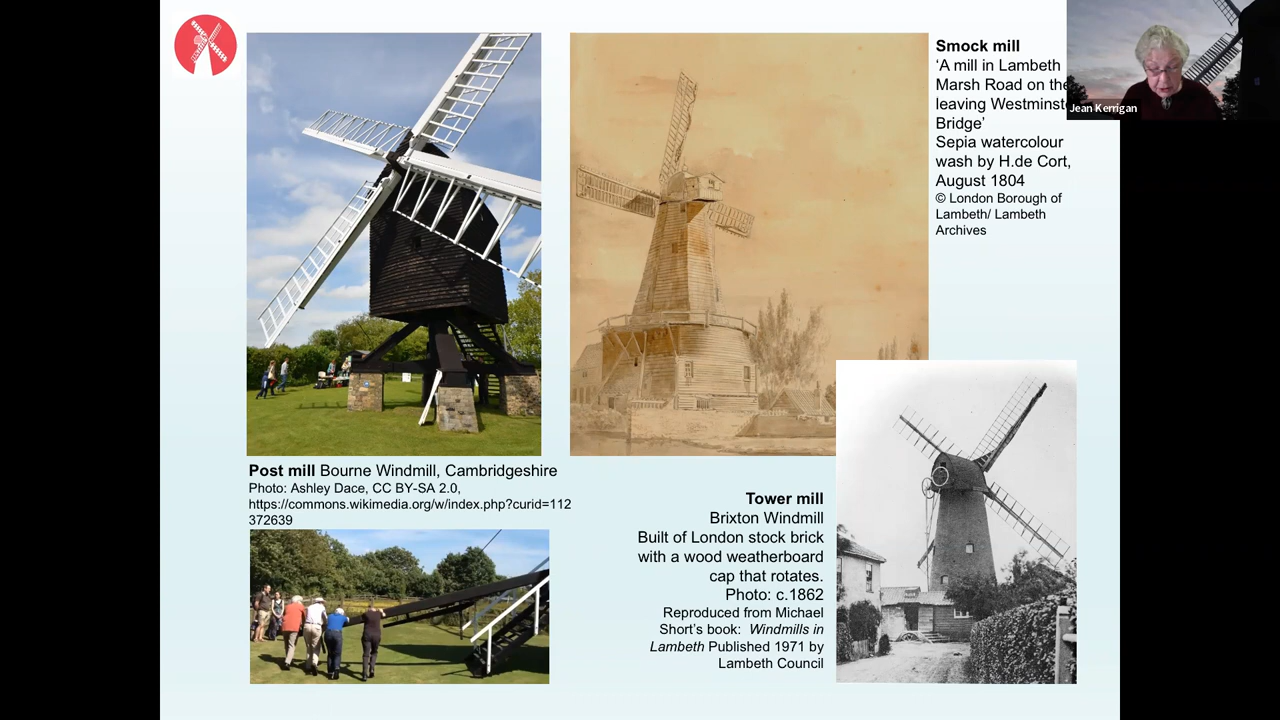 Smock mill
‘A mill in Lambeth
Marsh Road on the
leaving
Bridge’
Sepia watercolour
wash by H.de Cort,
August 1804
© London Borough of
Lambeth/ Lambeth
Archives
Jean Kerrigan
Post mill Bourne Windmill, Cambridgeshire
Photo: Ashley Dace, CC BY-SA 2.0,
https://commons.wikimedia.org/w/index.php?curid=112
372639
Tower mill
Brixton Windmill
Built of London stock brick
with a wood weatherboard
cap that rotates.
Photo: c.1862
Reproduced from Michael
Short’s book: Windmills in
Lambeth Published 1971 by
Lambeth Council